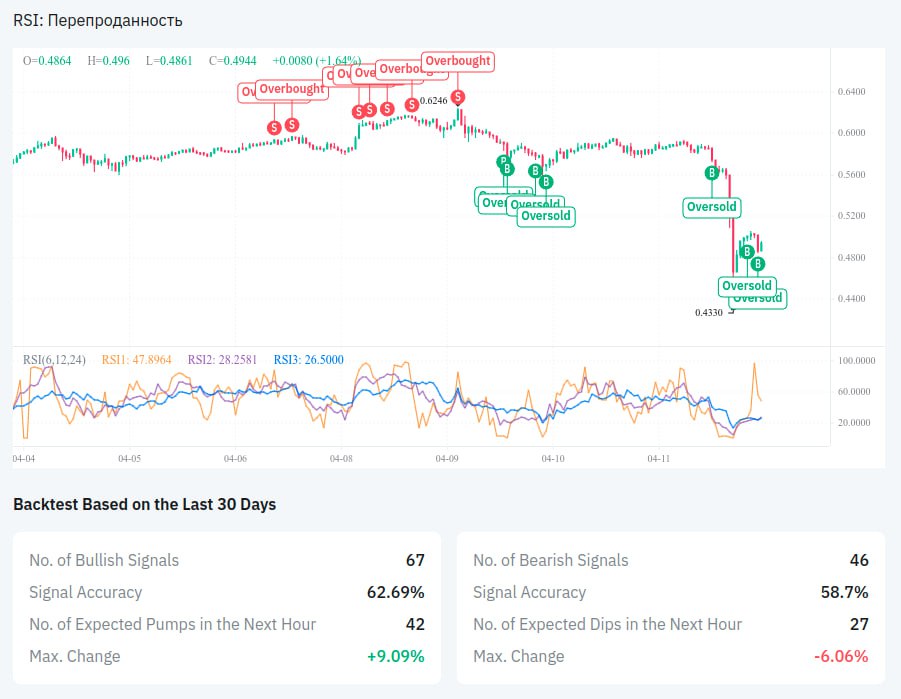 RSI: Перепроданность
O=0.4864 H=0.496 L=0.4861 C=0.4944 +0.0080 (+1.64%)
Overbought
Overbought
Overbought
0.6246
0.6400
0.6000
0.5600
0.5200
0.4800
0.4400
S
S
S
S
S
S
S
B
B
B
B
B
B
B
Oversold
Oversold
Oversold
Oversold
Oversold
0.4330
RSI(6,12,24) RSI1: 47.8964 RSI2: 28.2581 RSI3: 26.5000
100.0000
60.0000
20.0000
04-04 04-05 04-06 04-08 04-09 04-10 04-11
Backtest Based on the Last 30 Days
No. of Bullish Signals 67
Signal Accuracy 62.69%
No. of Expected Pumps in the Next Hour 42
Max. Change +9.09%
No. of Bearish Signals 46
Signal Accuracy 58.7%
No. of Expected Dips in the Next Hour 27
Max. Change -6.06%